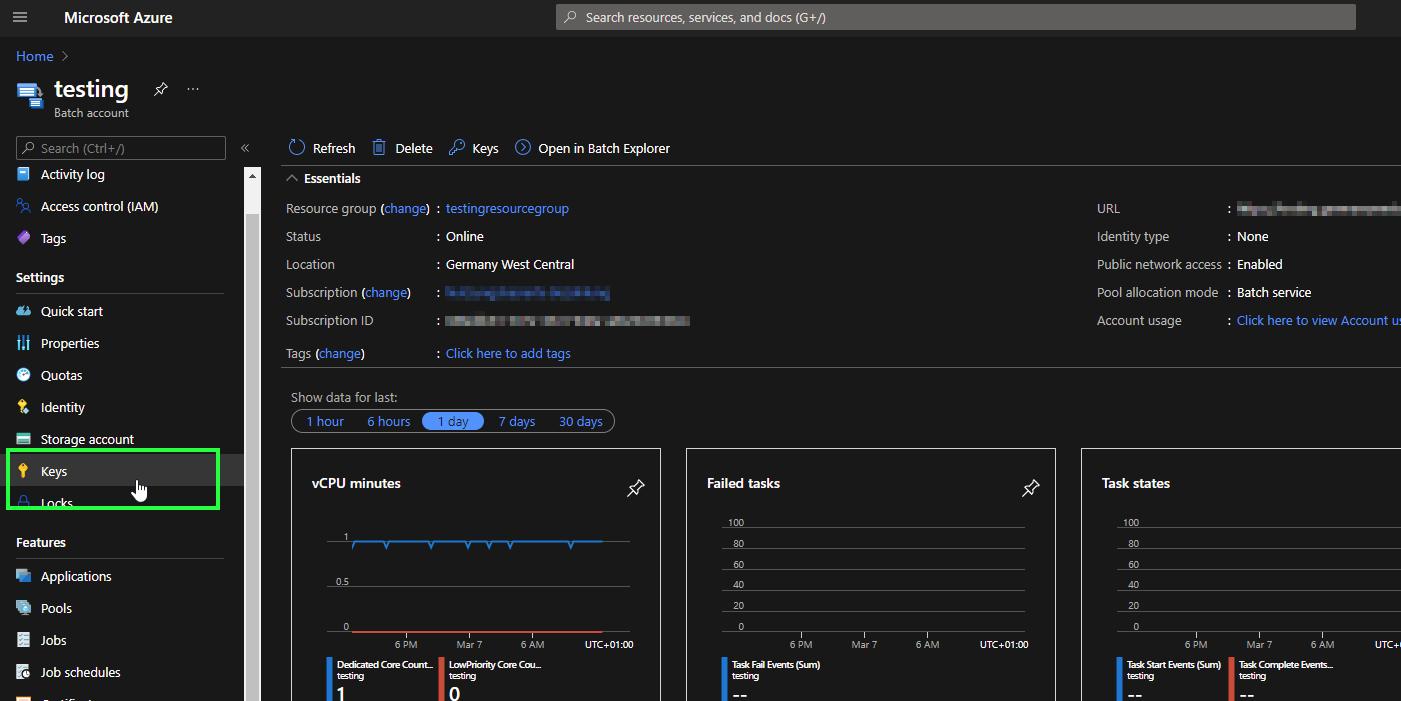 Microsoft Azure
Search resources, services, and docs (G+/)
Home >
testing
...
Batch account
Search (Ctrl+/)
«
Activity log
Access control (IAM)
Tags
Settings
Quick start
Properties
Quotas
Identity
Storage account
Keys
Locks
Features
Applications
Pools
Jobs
Job schedules
Refresh
Delete
Keys
Open in Batch Explorer
Essentials
Resource group (change) : testingresourcegroup
Status : Online
Location : Germany West Central
Subscription (change) :
Subscription ID :
Tags (change) : Click here to add tags
URL :
Identity type : None
Public network access : Enabled
Pool allocation mode : Batch service
Account usage : Click here to view Account
Show data for last:
1 hour 6 hours 1 day 7 days 30 days
vCPU minutes
1
0.5
0
6 PM Mar 7 6 AM UTC+01:00
Dedicated Core Count...
testing
1
LowPriority Core Cou...
testing
0
Failed tasks
100
80
60
40
20
0
6 PM Mar 7 6 AM UTC+01:00
Task Fail Events (Sum)
testing
--
Task states
100
80
60
40
20
0
6 PM Mar 7 6 AM
Task Start Events (Sum)
testing
--
Task Complete Events...
testing
--